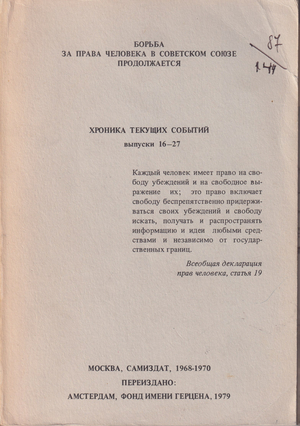 БОРЬБА
ЗА ПРАВА ЧЕЛОВЕКА В СОВЕТСКОМ СОЮЗЕ
ПРОДОЛЖАЕТСЯ
87
ХРОНИКА ТЕКУЩИХ СОБЫТИЙ
выпуски 16—27
Каждый человек имеет право на сво-
боду убеждений и на свободное вы-
ражение их; это право включает
свободу беспрепятственно придержи-
ваться своих убеждений и свободу
искать, получать и распространять
информацию и идеи любыми сред-
ствами и независимо от государ-
ственных границ.
Всеобщая декларация
прав человека, статья 19
МОСКВА, САМИЗДАТ, 1968-1970
ПЕРЕИЗДАНО:
АМСТЕРДАМ, ФОНД ИМЕНИ ГЕРЦЕНА, 1979